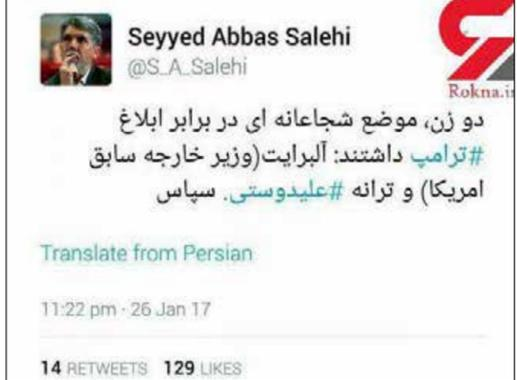 Seyyed Abbas Salehi
@S_A_Salehi
Rokna.ir
دو زن، موضع شجاعانه ای در برابر ابلاغ
#ترامپ داشتند: آلبرایت(وزیر خارجه سابق
امریکا) و ترانه #علیدوستی. سپاس
Translate from Persian
11:22 pm · 26 Jan 17
14 RETWEETS 129 LIKES